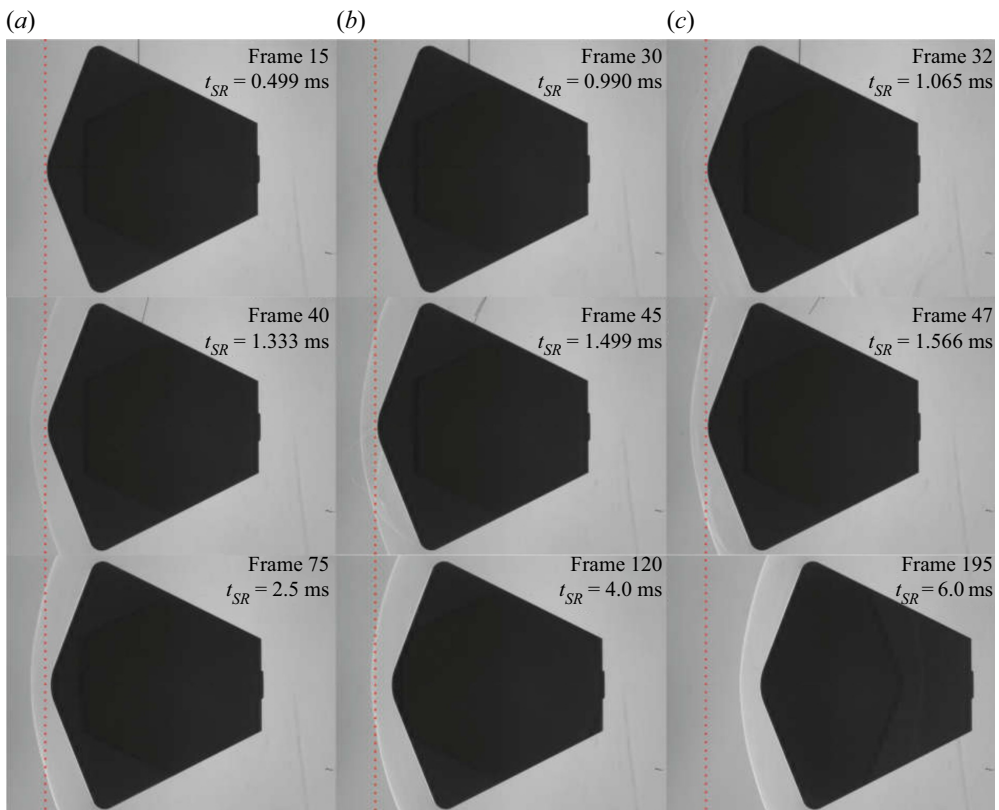 (a) (b) (c)
Frame 15
t_SR = 0.499 ms
Frame 30
t_SR = 0.990 ms
Frame 32
t_SR = 1.065 ms
Frame 40
t_SR = 1.333 ms
Frame 45
t_SR = 1.499 ms
Frame 47
t_SR = 1.566 ms
Frame 75
t_SR = 2.5 ms
Frame 120
t_SR = 4.0 ms
Frame 195
t_SR = 6.0 ms